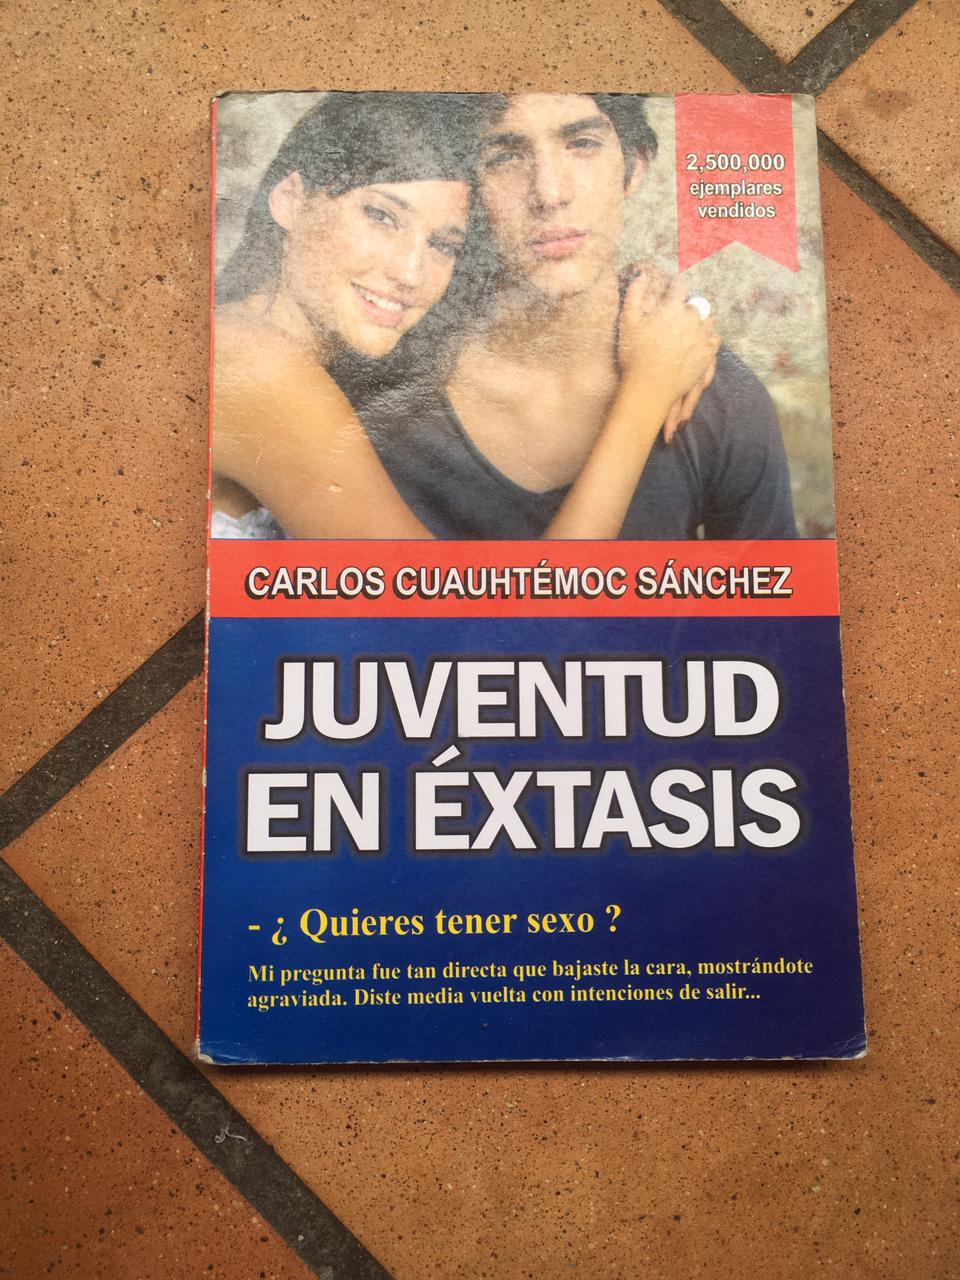 2,500,000
ejemplares
vendidos
CARLOS CUAUHTÉMOC SÁNCHEZ
JUVENTUD
EN ÉXTASIS
- ¿ Quieres tener sexo ?
Mi pregunta fue tan directa que bajaste la cara, mostrándote
agraviada. Diste media vuelta con intenciones de salir...